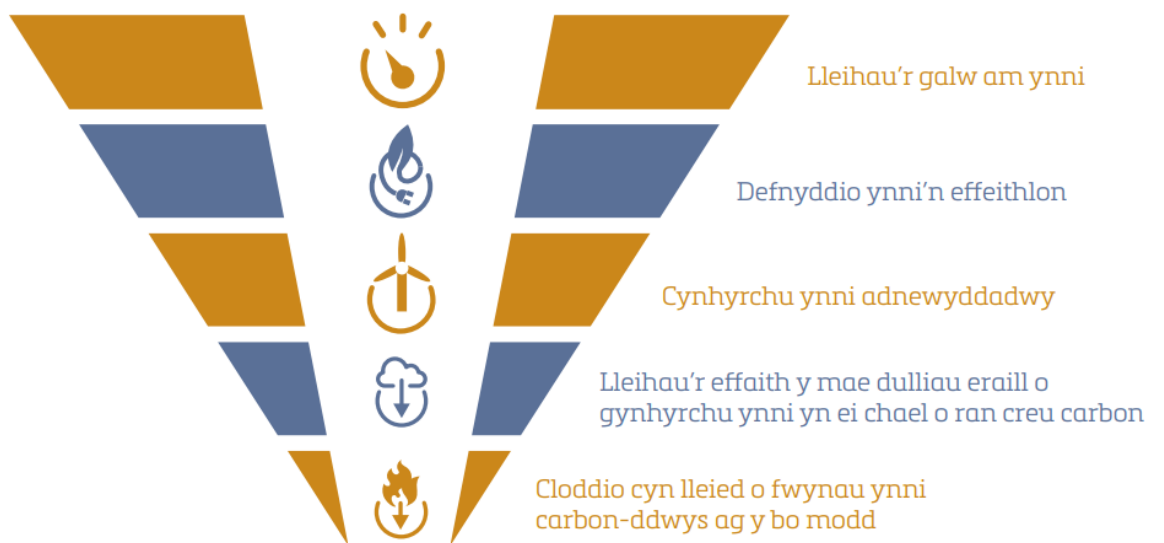 Lleihau'r galw am ynni
Defnyddio ynni'n effeithlon
Cynhyrchu ynni adnewyddadwy
Lleihau'r effaith y mae dulliau eraill o
gynhyrchu ynni yn ei chael o ran creu carbon
Cloddio cyn lleied o fwynau ynni
carbon-ddwys ag y bo modd